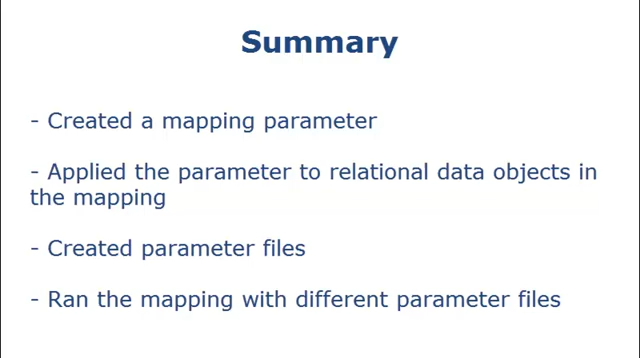 Summary
- Created a mapping parameter
- Applied the parameter to relational data objects in
the mapping
- Created parameter files
- Ran the mapping with different parameter files